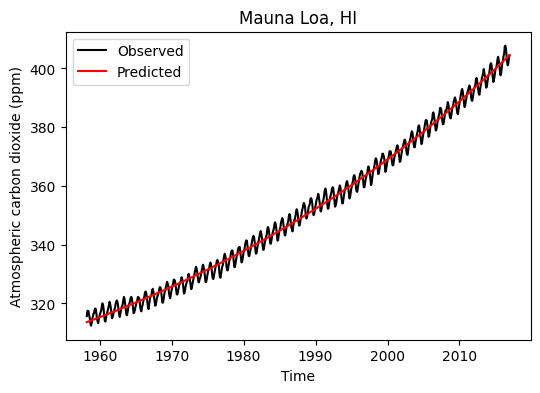 Mauna Loa, HI
Observed
Predicted
Atmospheric carbon dioxide (ppm)
400
380
360
340
320
1960 1970 1980 1990 2000 2010
Time